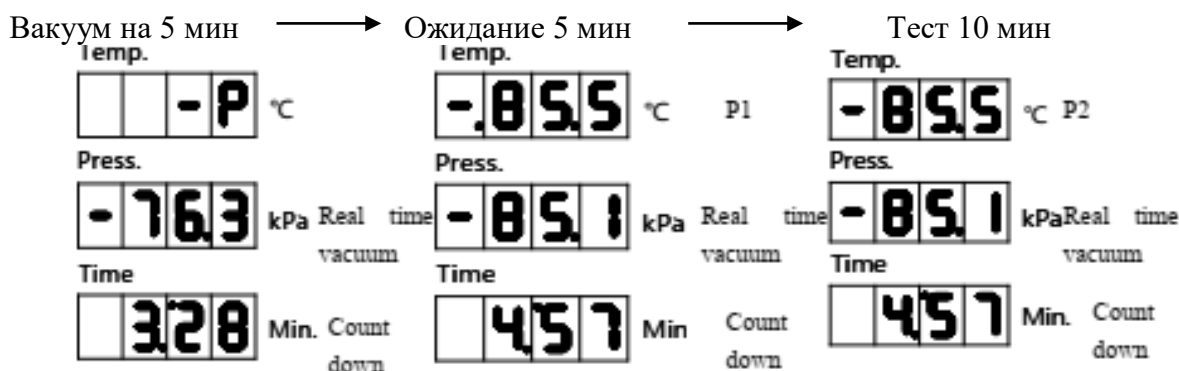 Вакуум на 5 мин Ожидание 5 мин Тест 10 мин
Temp. Temp. Temp.
-P °C -.85.5 °C P1 -85.5 °C P2
Press. Press. Press.
-76.3 kPa Real time vacuum -85.1 kPa Real time vacuum -85.1 kPa Real time vacuum
Time Time Time
3.28 Min. Count down 4.57 Min Count down 4.57 Min. Count down